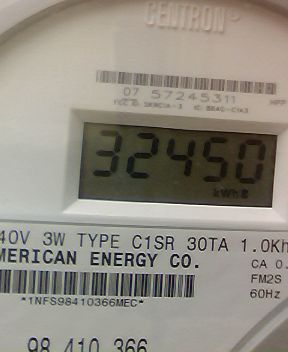 CENTRON®
07 57245311
32450
kWh
40V 3W TYPE C1SR 30TA 1.0Kh
MERICAN ENERGY CO.
CA 0.
FM2S
60Hz
*1NFS98410366MEC*
98 410 366